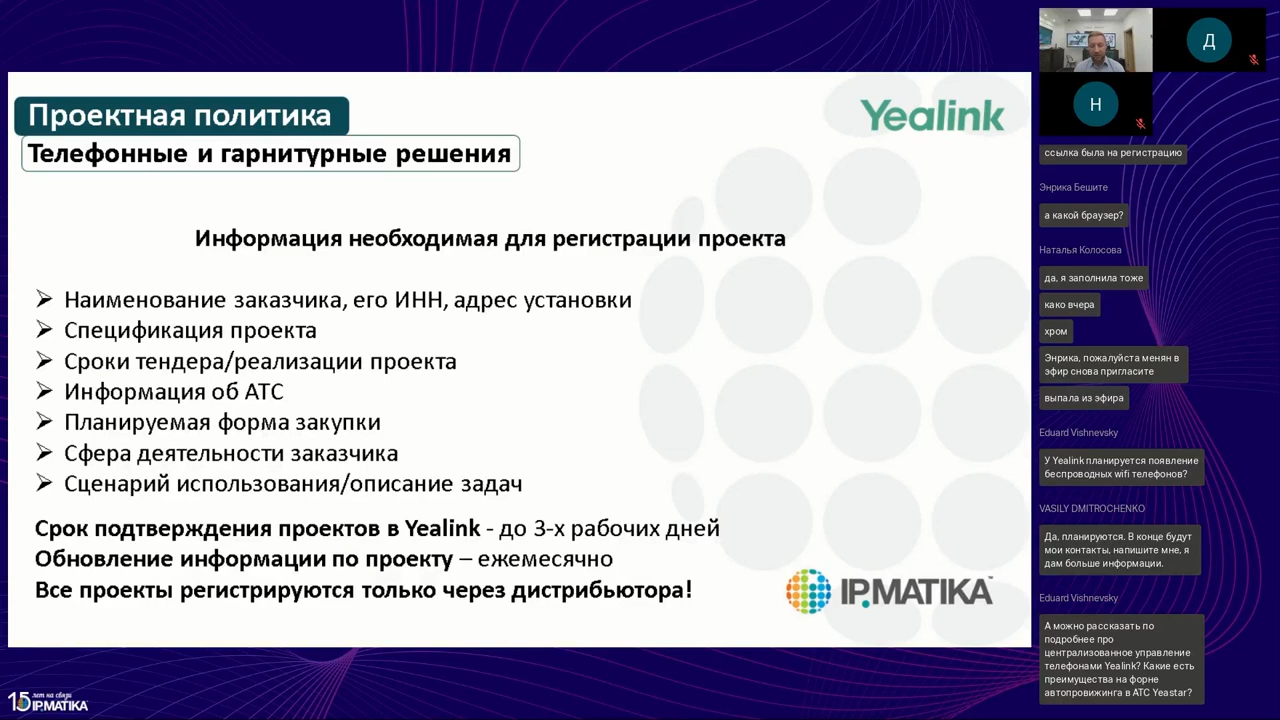 Проектная политика
Телефонные и гарнитурные решения
Yealink
Информация необходимая для регистрации проекта
Наименование заказчика, его ИНН, адрес установки
Спецификация проекта
Сроки тендера/реализации проекта
Информация об АТС
Планируемая форма закупки
Сфера деятельности заказчика
Сценарий использования/описание задач
Срок подтверждения проектов в Yealink - до 3-х рабочих дней
Обновление информации по проекту – ежемесячно
Все проекты регистрируются только через дистрибьютора!
IPMATIKA™
15 лет на связи
IPMATIKA
Д
Н
ссылка была на регистрацию
Энрика Бешите
а какой браузер?
Наталья Колосова
да, я заполнила тоже
како вчера
хром
Энрика, пожалуйста менян в
эфир снова пригласите
выпала из эфира
Eduard Vishnevsky
У Yealink планируется появление
беспроводных wifi телефонов?
VASILY DMITROCHENKO
Да, планируются. В конце будут
мои контакты, напишите мне, я
дам больше информации.
Eduard Vishnevsky
А можно рассказать по
подробнее про
централизованное управление
телефонами Yealink? Какие есть
преимущества на форне
автопровижинга в АТС Yeastar?